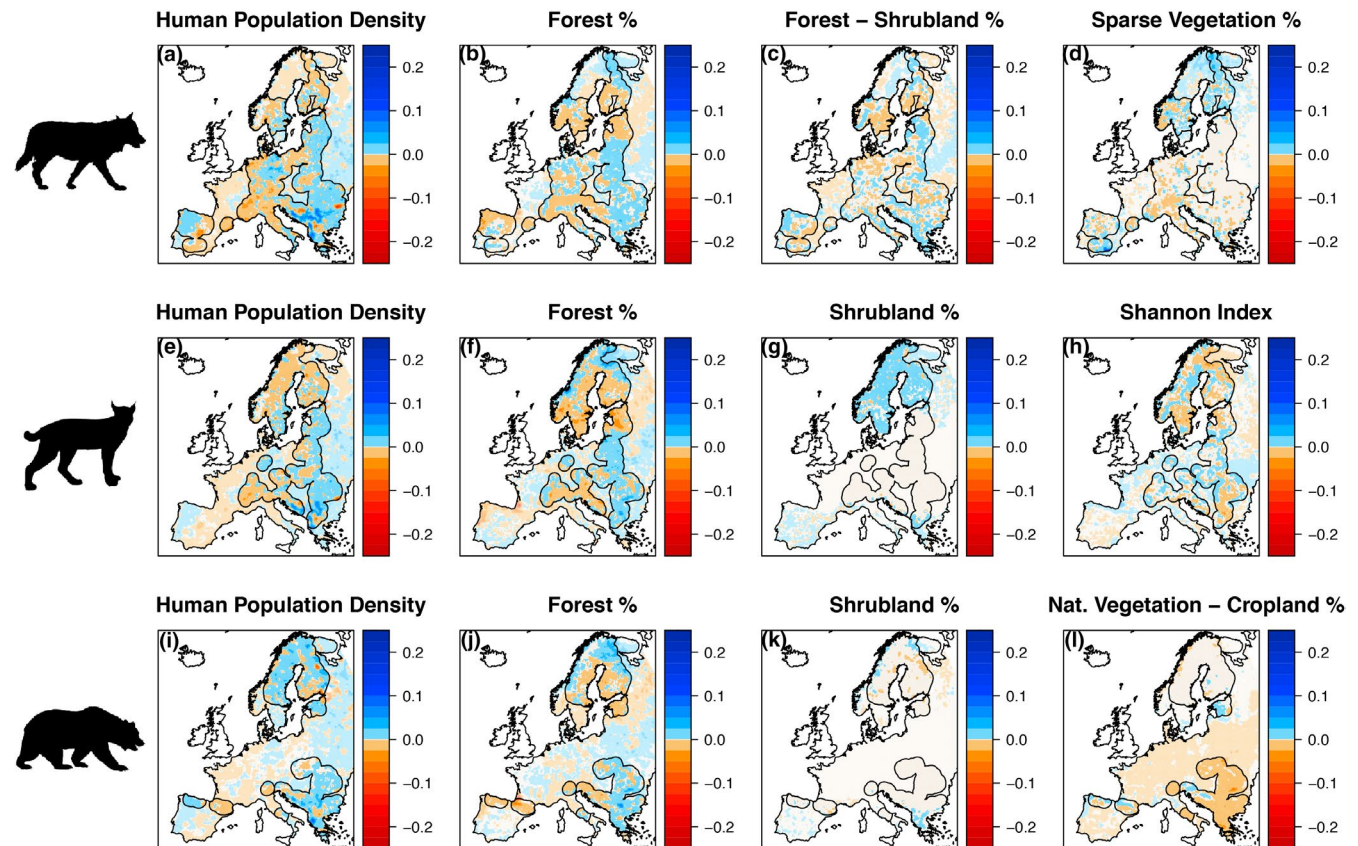 Human Population Density Forest % Forest – Shrubland % Sparse Vegetation %
(a) (b) (c) (d)
0.2 0.2 0.2 0.2
0.1 0.1 0.1 0.1
0.0 0.0 0.0 0.0
−0.1 −0.1 −0.1 −0.1
−0.2 −0.2 −0.2 −0.2
Human Population Density Forest % Shrubland % Shannon Index
(e) (f) (g) (h)
0.2 0.2 0.2 0.2
0.1 0.1 0.1 0.1
0.0 0.0 0.0 0.0
−0.1 −0.1 −0.1 −0.1
−0.2 −0.2 −0.2 −0.2
Human Population Density Forest % Shrubland % Nat. Vegetation – Cropland %
(i) (j) (k) (l)
0.2 0.2 0.2 0.2
0.1 0.1 0.1 0.1
0.0 0.0 0.0 0.0
−0.1 −0.1 −0.1 −0.1
−0.2 −0.2 −0.2 −0.2